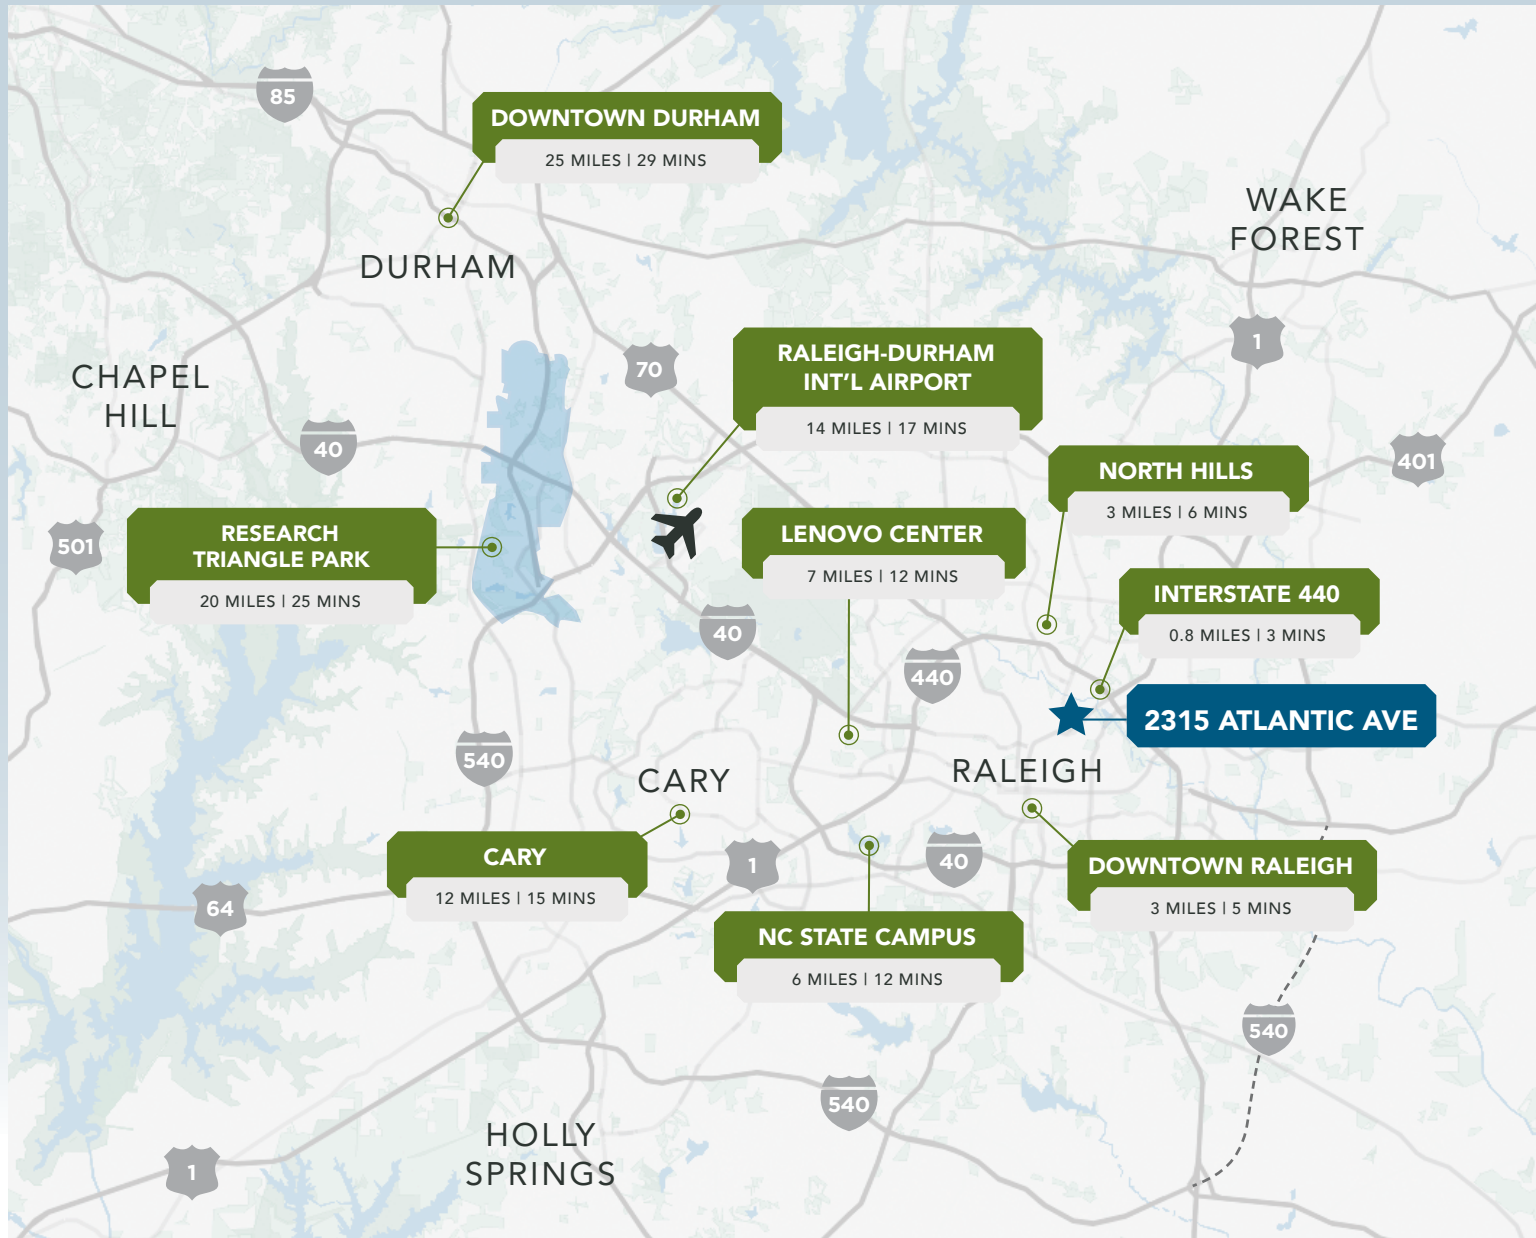 85
DOWNTOWN DURHAM
25 MILES | 29 MINS
WAKE
FOREST
DURHAM
CHAPEL
HILL
70
RALEIGH-DURHAM
INT'L AIRPORT
14 MILES | 17 MINS
1
40
401
NORTH HILLS
3 MILES | 6 MINS
501
RESEARCH
TRIANGLE PARK
20 MILES | 25 MINS
LENOVO CENTER
7 MILES | 12 MINS
INTERSTATE 440
0.8 MILES | 3 MINS
40
440
2315 ATLANTIC AVE
540
CARY
RALEIGH
CARY
12 MILES | 15 MINS
1
40
DOWNTOWN RALEIGH
3 MILES | 5 MINS
64
NC STATE CAMPUS
6 MILES | 12 MINS
540
540
HOLLY
SPRINGS
1